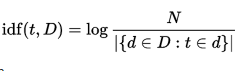 idf(t, D) = log N / |{d ∈ D : t ∈ d}|